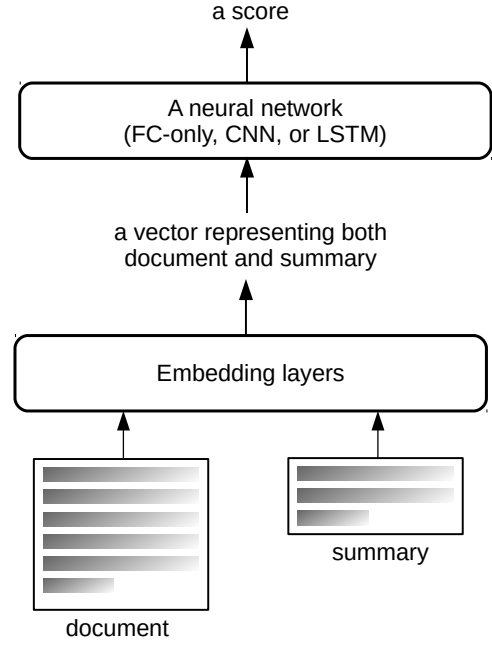 a score
A neural network
(FC-only, CNN, or LSTM)
a vector representing both
document and summary
Embedding layers
summary
document